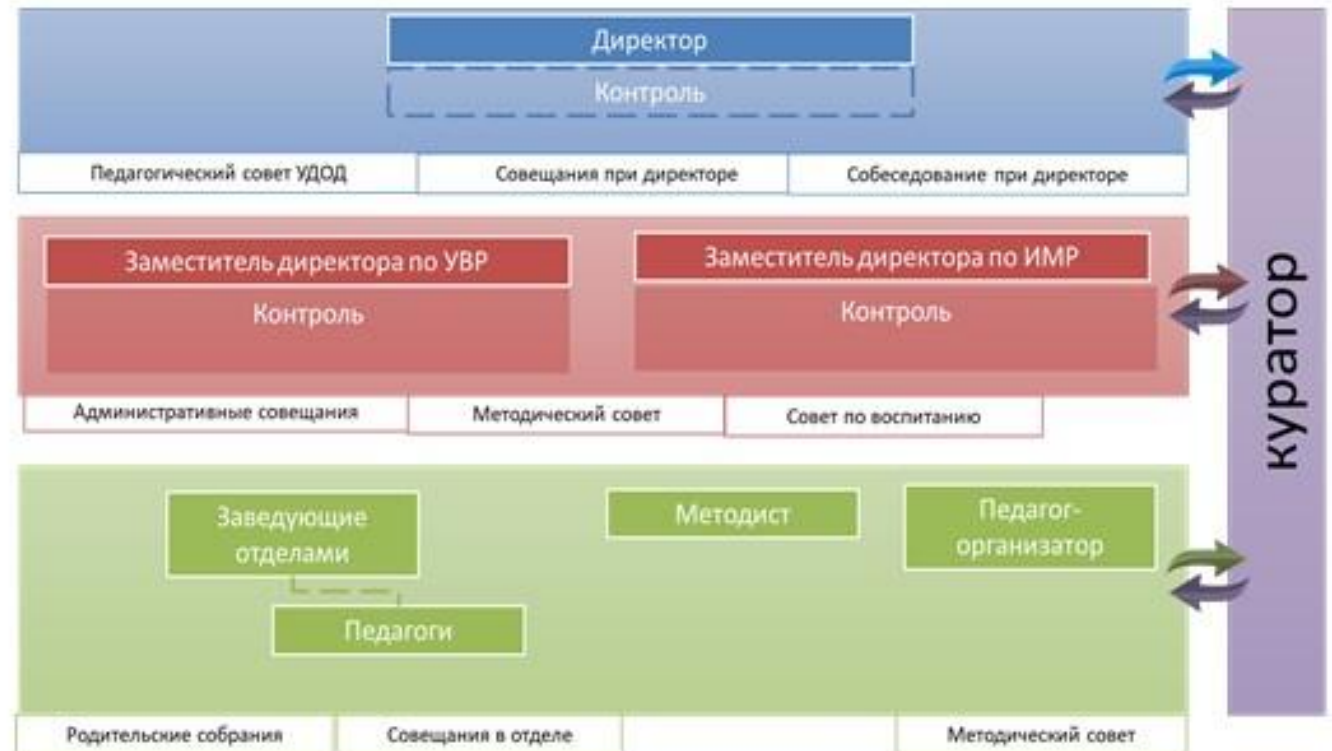 Директор
Контроль
Педагогический совет УДОД
Совещания при директоре
Собеседование при директоре
Заместитель директора по УВР
Заместитель директора по ИМР
Контроль
Контроль
Административные совещания
Методический совет
Совет по воспитанию
Заведующие
отделами
Методист
Педагог-
организатор
Педагоги
Родительские собрания
Совещания в отделе
Методический совет
куратор